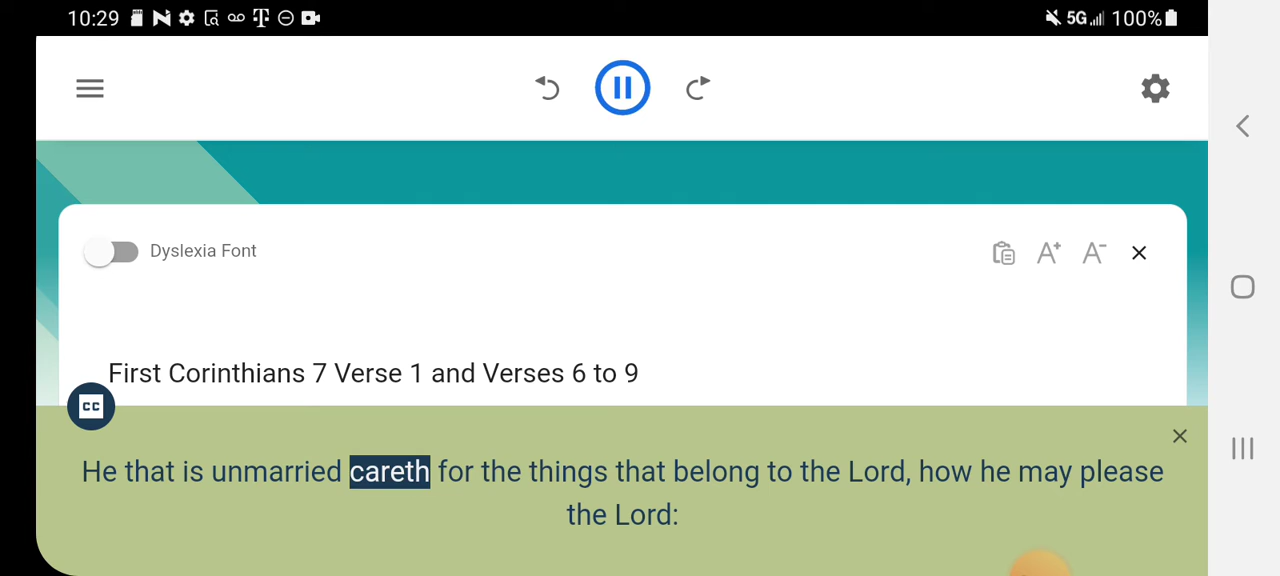 10:29
5G 100%
Dyslexia Font
A+ A-
First Corinthians 7 Verse 1 and Verses 6 to 9
CC
He that is unmarried careth for the things that belong to the Lord, how he may please
the Lord: